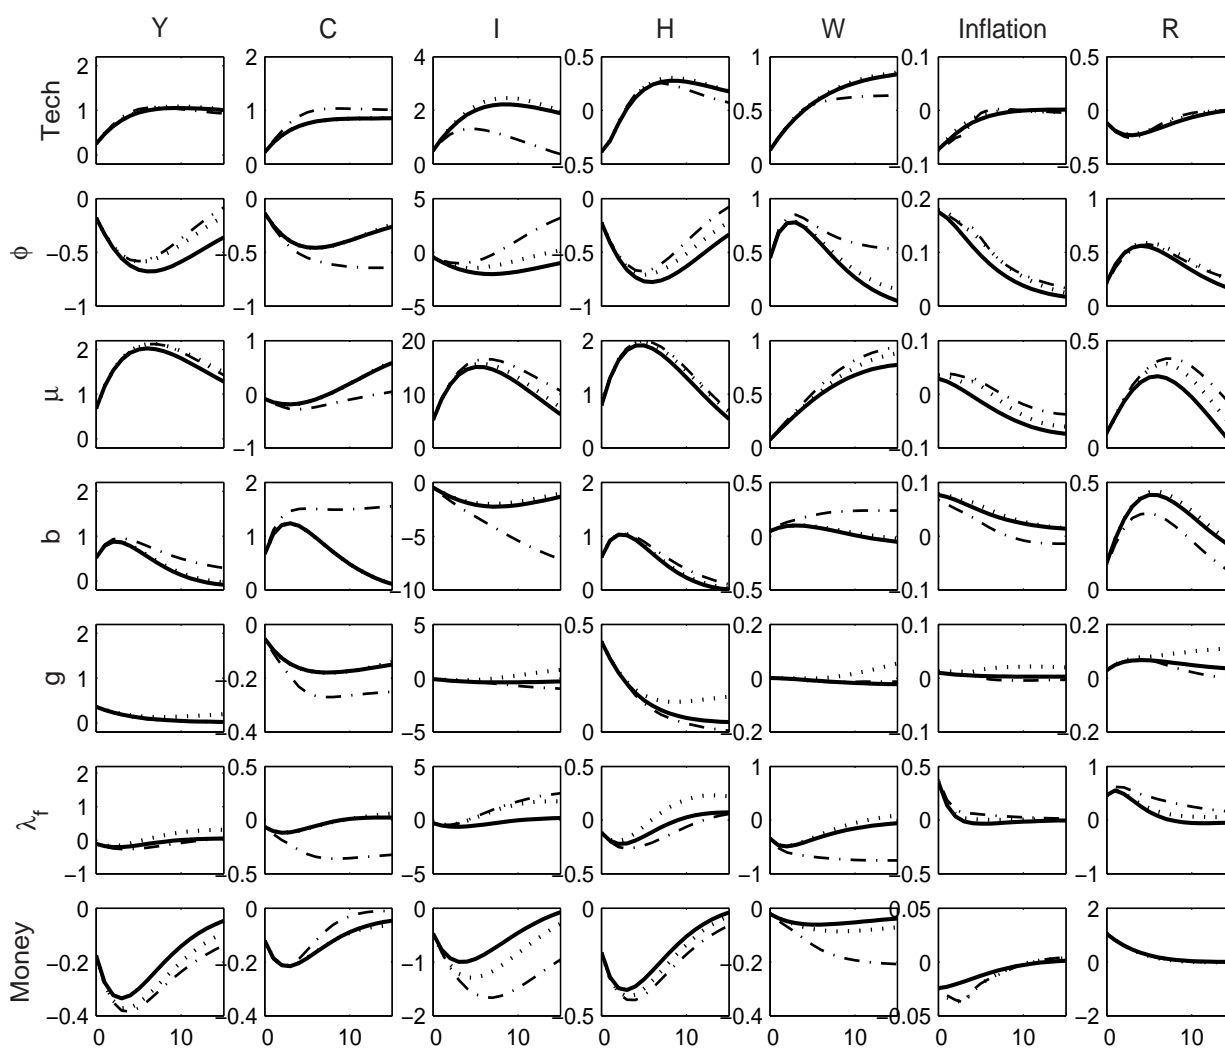 Y C I H W Inflation R
Tech
2 2 4 0.5 1 0.1 0.5
1 1 2 0 0.5 0 0
0 0 0 −0.5 0 −0.1 −0.5
ϕ
0 0 5 0 1 0.2 1
−0.5 −0.5 0 −0.5 0.5 0.1 0.5
−1 −1 −5 −1 0 0 0
μ
2 1 20 2 1 0.1 0.5
1 0 10 1 0.5 0
0 −1 0 0 0 −0.1 0
b
2 2 0 2 0.5 0.1 0.5
1 1 −5 1 0 0
0 0 −10 0 −0.5 −0.1 0
g
2 0 5 0.5 0.2 0.1 0.2
1 −0.2 0 0 0 0
0 −0.4 −5 0 −0.2 −0.1 −0.2
λf
2 0.5 5 0.5 1 0.5 1
1
0 0 0 0 0 0 0
−1 −0.5 −5 −0.5 −1 −0.5 −1
Money
0 0 0 0 0 0.05 2
−0.2 −0.2 −1 −0.2 0 0
−0.4 −0.4 −2 −0.5 −0.4 −0.05 −2
0 10 0 10 0 10 0 10 0 10 0 10 0 10